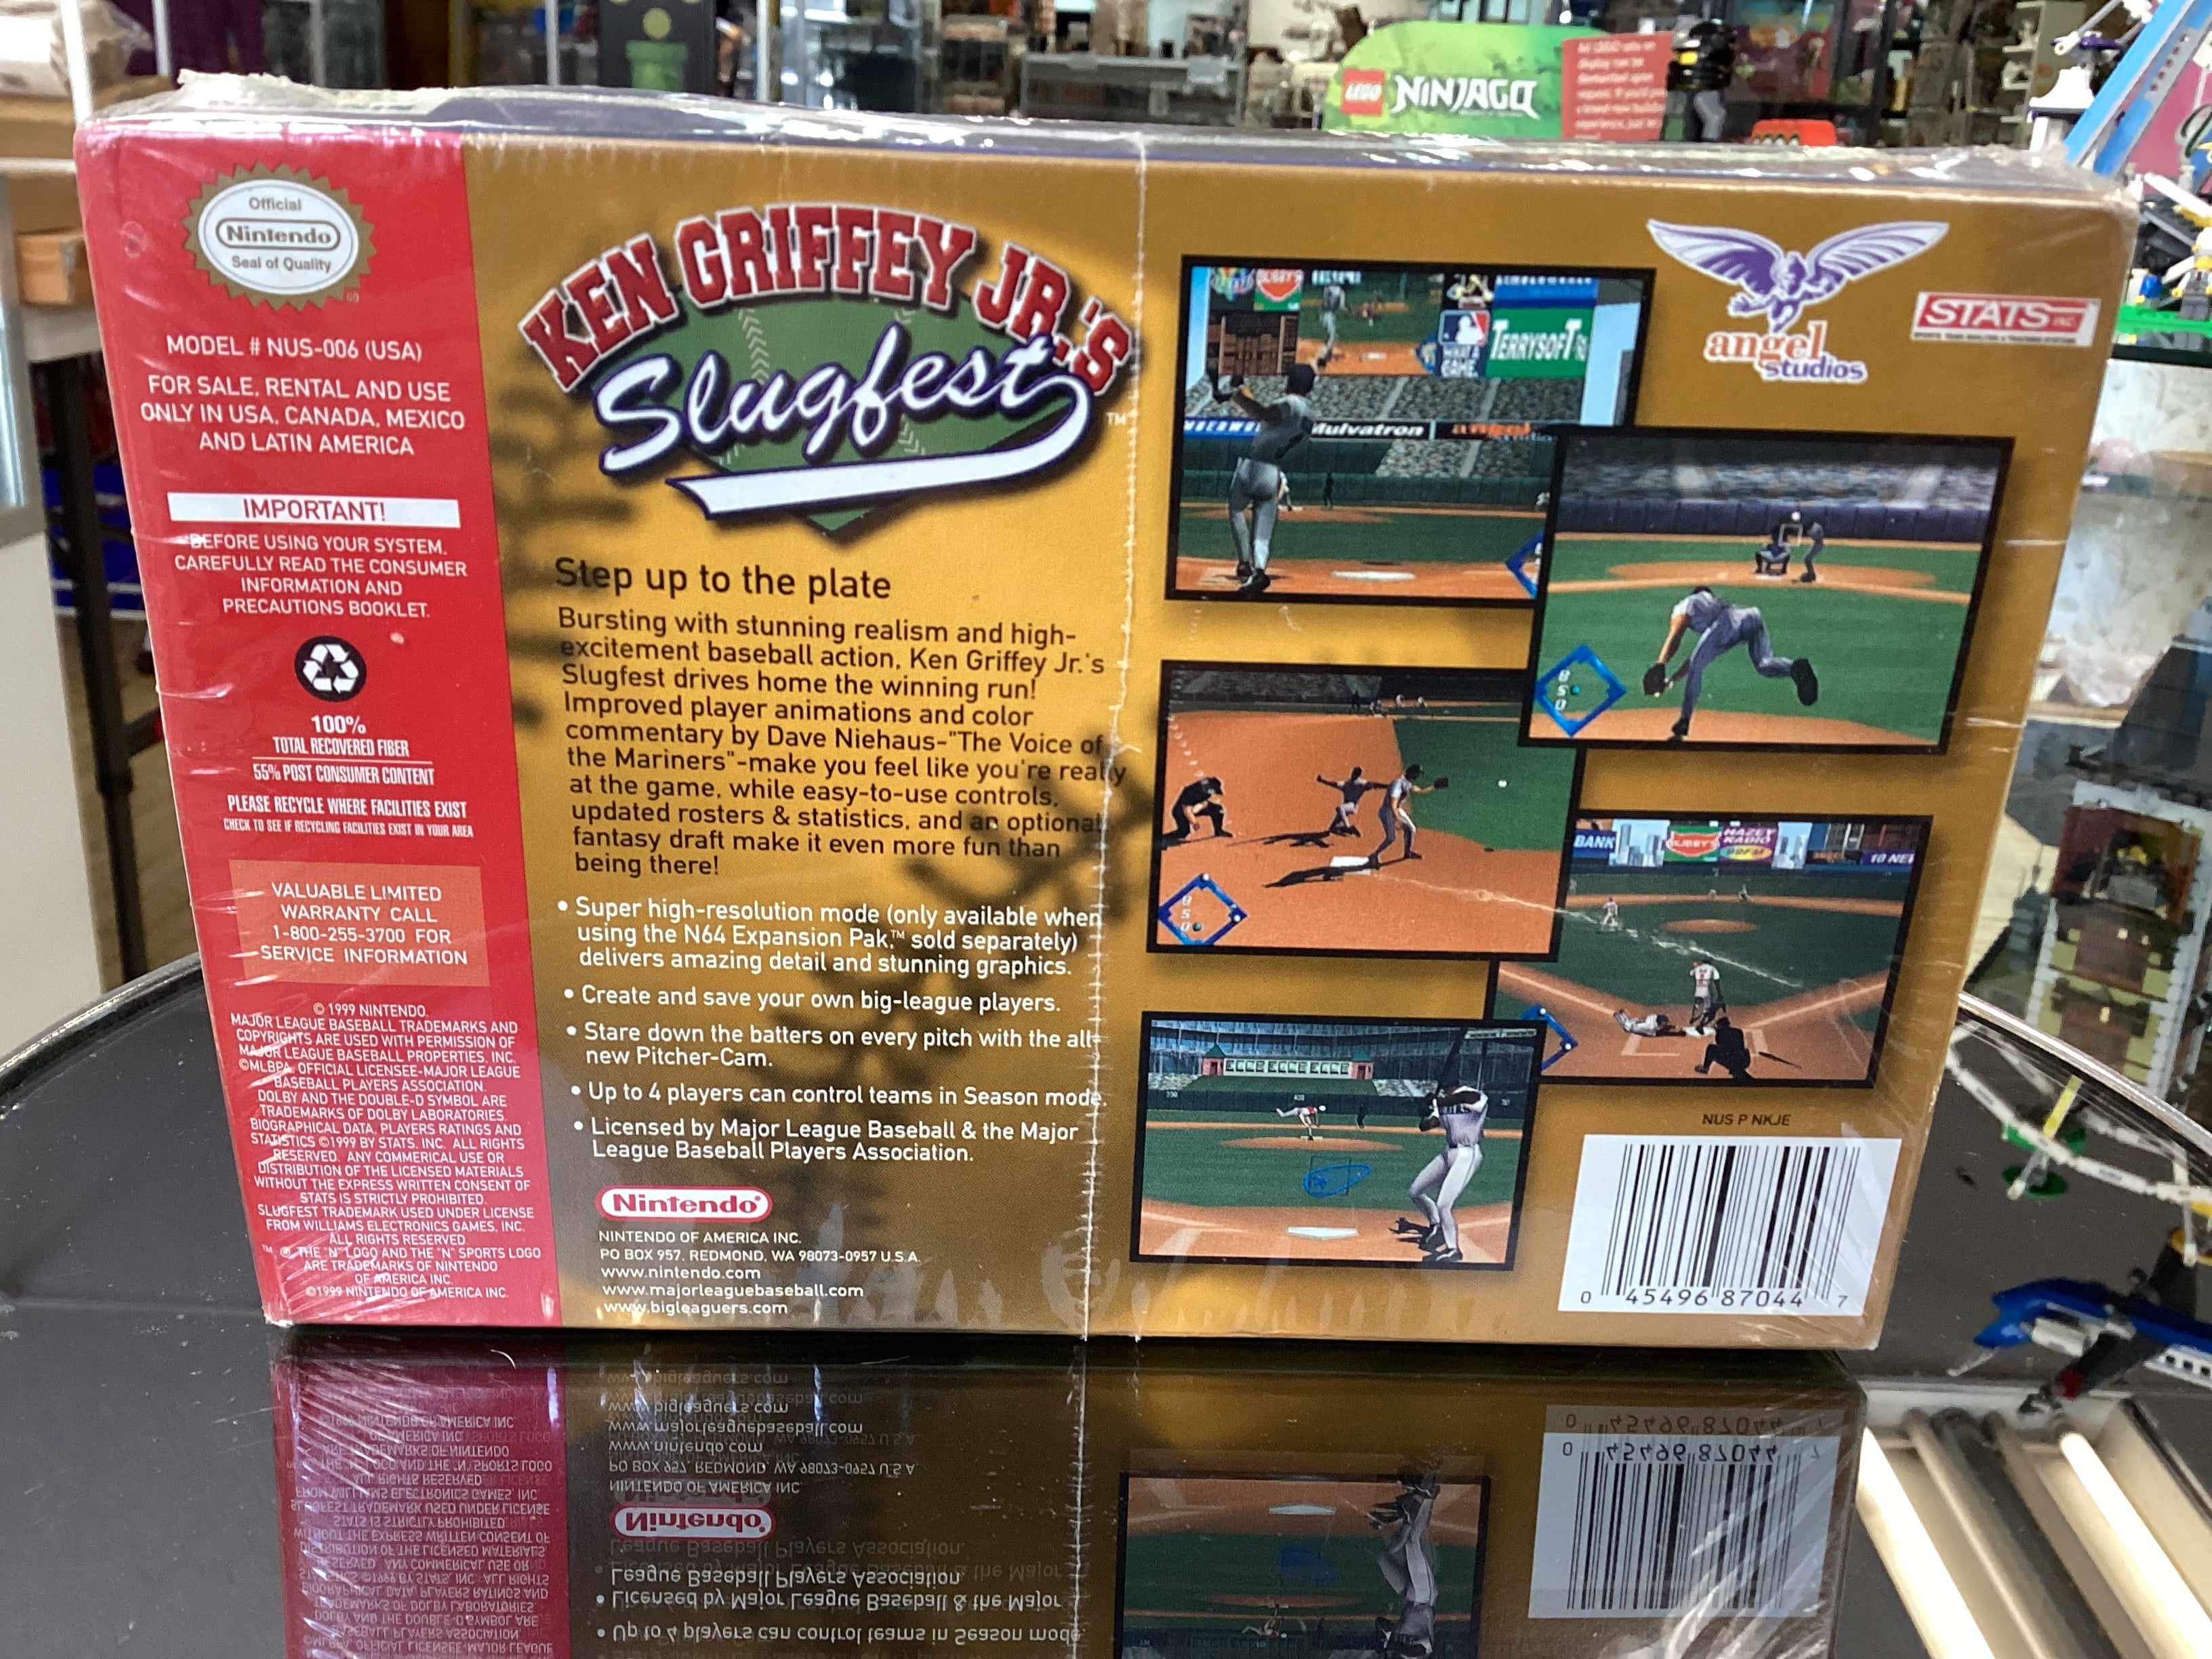 LEGO NINJAGO
Official
Nintendo
Seal of Quality
MODEL # NUS-006 (USA)
FOR SALE, RENTAL AND USE
ONLY IN USA, CANADA, MEXICO
AND LATIN AMERICA
IMPORTANT!
BEFORE USING YOUR SYSTEM,
CAREFULLY READ THE CONSUMER
INFORMATION AND
PRECAUTIONS BOOKLET.
100%
TOTAL RECOVERED FIBER
55% POST CONSUMER CONTENT
PLEASE RECYCLE WHERE FACILITIES EXIST
CHECK TO SEE IF RECYCLING FACILITIES EXIST IN YOUR AREA
VALUABLE LIMITED
WARRANTY CALL
1-800-255-3700 FOR
SERVICE INFORMATION
© 1999 NINTENDO.
MAJOR LEAGUE BASEBALL TRADEMARKS AND
COPYRIGHTS ARE USED WITH PERMISSION OF
MAJOR LEAGUE BASEBALL PROPERTIES, INC.
©MLBPA, OFFICIAL LICENSEE-MAJOR LEAGUE
BASEBALL PLAYERS ASSOCIATION.
DOLBY AND THE DOUBLE-D SYMBOL ARE
TRADEMARKS OF DOLBY LABORATORIES.
BIOGRAPHICAL DATA, PLAYERS RATINGS AND
STATISTICS ©1999 BY STATS, INC. ALL RIGHTS
RESERVED. ANY COMMERICAL USE OR
DISTRIBUTION OF THE LICENSED MATERIALS
WITHOUT THE EXPRESS WRITTEN CONSENT OF
STATS IS STRICTLY PROHIBITED.
SLUGFEST TRADEMARK USED UNDER LICENSE
FROM WILLIAMS ELECTRONICS GAMES, INC.
ALL RIGHTS RESERVED.
™, ®, THE "N" LOGO AND THE "N" SPORTS LOGO
ARE TRADEMARKS OF NINTENDO
OF AMERICA INC.
©1999 NINTENDO OF AMERICA INC.
KEN GRIFFEY JR.'S
Slugfest™
Step up to the plate
Bursting with stunning realism and high-
excitement baseball action, Ken Griffey Jr.'s
Slugfest drives home the winning run!
Improved player animations and color
commentary by Dave Niehaus-"The Voice of
the Mariners"-make you feel like you're really
at the game, while easy-to-use controls,
updated rosters & statistics, and an optional
fantasy draft make it even more fun than
being there!
• Super high-resolution mode (only available when
using the N64 Expansion Pak,™ sold separately)
delivers amazing detail and stunning graphics.
• Create and save your own big-league players.
• Stare down the batters on every pitch with the all-
new Pitcher-Cam.
• Up to 4 players can control teams in Season mode.
• Licensed by Major League Baseball & the Major
League Baseball Players Association.
Nintendo®
NINTENDO OF AMERICA INC.
PO BOX 957, REDMOND, WA 98073-0957 U.S.A.
www.nintendo.com
www.majorleaguebaseball.com
www.bigleaguers.com
angel
studios
STATS INC
WHAT A
GAME.
TERRYSOFT
Mulvatron
angel
BANK
BUBBY'S
HAZEY
RADIO
99FM
NUS P NKJE
0 45496 87044 7